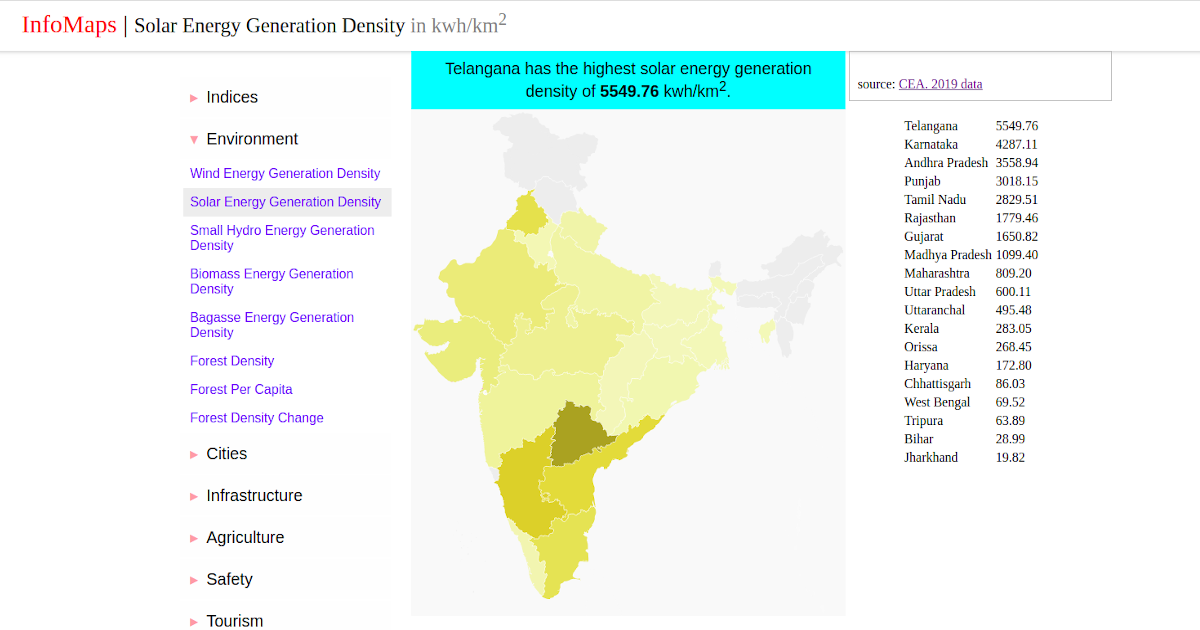 InfoMaps | Solar Energy Generation Density in kwh/km2
Telangana has the highest solar energy generation
density of 5549.76 kwh/km2.
source: CEA. 2019 data
► Indices
▼ Environment
Wind Energy Generation Density
Solar Energy Generation Density
Small Hydro Energy Generation
Density
Biomass Energy Generation
Density
Bagasse Energy Generation
Density
Forest Density
Forest Per Capita
Forest Density Change
► Cities
► Infrastructure
► Agriculture
► Safety
► Tourism
Telangana 5549.76
Karnataka 4287.11
Andhra Pradesh 3558.94
Punjab 3018.15
Tamil Nadu 2829.51
Rajasthan 1779.46
Gujarat 1650.82
Madhya Pradesh 1099.40
Maharashtra 809.20
Uttar Pradesh 600.11
Uttaranchal 495.48
Kerala 283.05
Orissa 268.45
Haryana 172.80
Chhattisgarh 86.03
West Bengal 69.52
Tripura 63.89
Bihar 28.99
Jharkhand 19.82